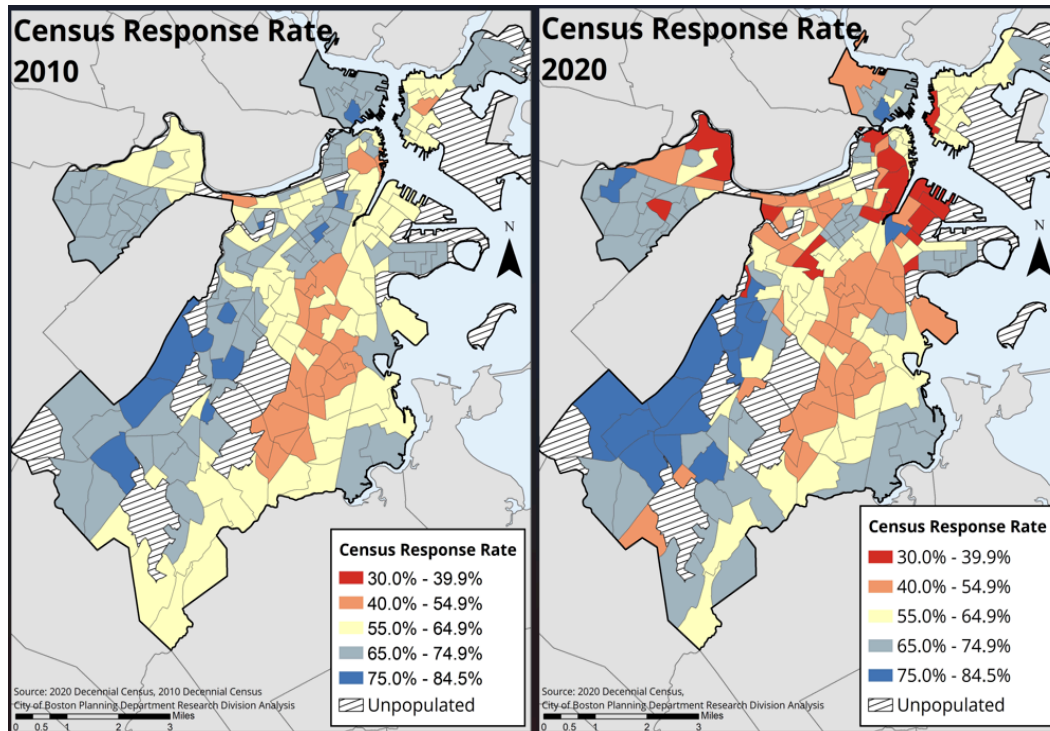 Census Response Rate,
2010
N
Census Response Rate
30.0% - 39.9%
40.0% - 54.9%
55.0% - 64.9%
65.0% - 74.9%
75.0% - 84.5%
Unpopulated
Source: 2020 Decennial Census, 2010 Decennial Census
City of Boston Planning Department Research Division Analysis
Miles
0 0.5 1 2 3
Census Response Rate,
2020
N
Census Response Rate
30.0% - 39.9%
40.0% - 54.9%
55.0% - 64.9%
65.0% - 74.9%
75.0% - 84.5%
Unpopulated
Source: 2020 Decennial Census,
City of Boston Planning Department Research Division Analysis
Miles
0 0.5 1 2 3